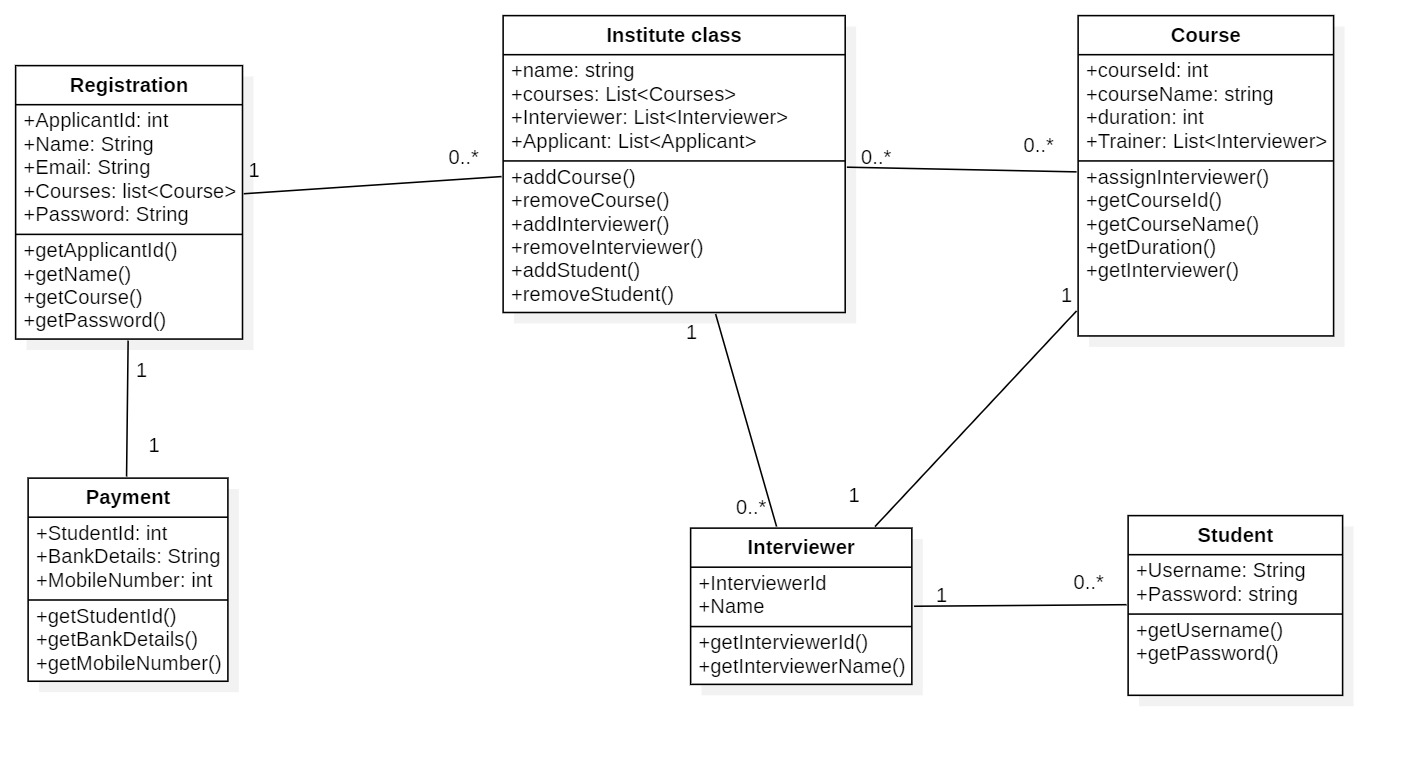 Registration
+ApplicantId: int
+Name: String
+Email: String
+Courses: list<Course>
+Password: String
+getApplicantId()
+getName()
+getCourse()
+getPassword()
1
0..*
Institute class
+name: string
+courses: List<Courses>
+Interviewer: List<Interviewer>
+Applicant: List<Applicant>
+addCourse()
+removeCourse()
+addInterviewer()
+removeInterviewer()
+addStudent()
+removeStudent()
0..*
0..*
Course
+courseId: int
+courseName: string
+duration: int
+Trainer: List<Interviewer>
+assignInterviewer()
+getCourseId()
+getCourseName()
+getDuration()
+getInterviewer()
1
1
1
1
Payment
+StudentId: int
+BankDetails: String
+MobileNumber: int
+getStudentId()
+getBankDetails()
+getMobileNumber()
0..*
1
Interviewer
+InterviewerId
+Name
+getInterviewerId()
+getInterviewerName()
1
0..*
Student
+Username: String
+Password: string
+getUsername()
+getPassword()